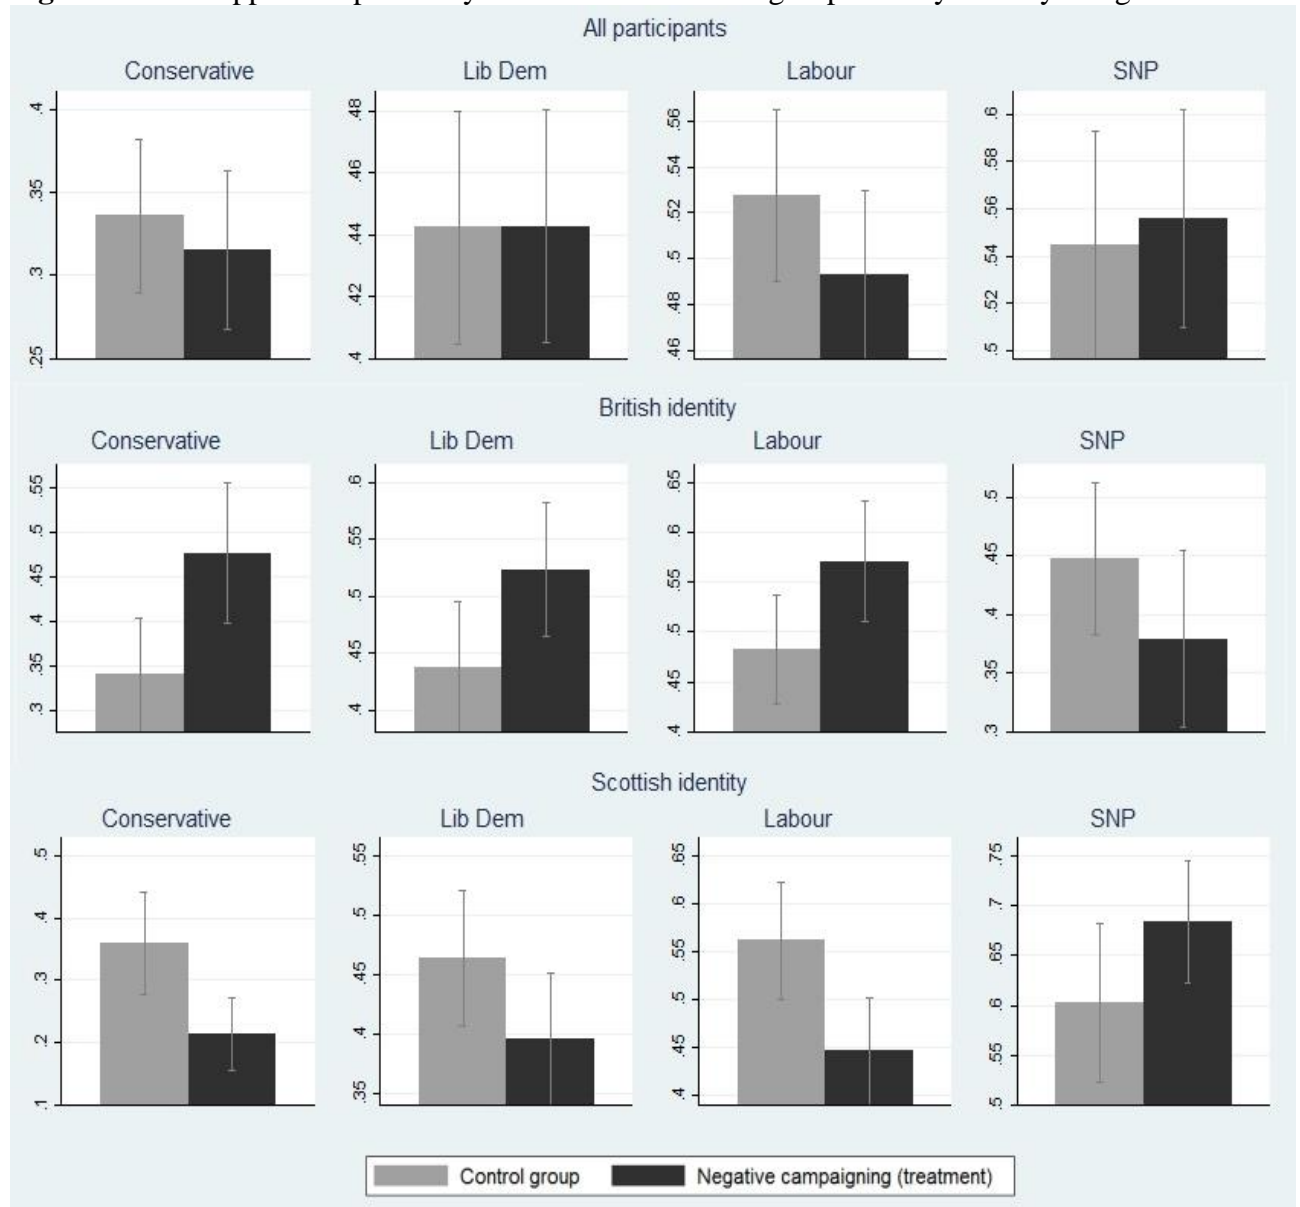 All participants
Conservative Lib Dem Labour SNP
.4 .35 .3 .25
.48 .46 .44 .42 .4
.56 .54 .52 .5 .48 .46
.6 .58 .56 .54 .52 .5
British identity
Conservative Lib Dem Labour SNP
.55 .5 .45 .4 .35 .3
.6 .55 .5 .45 .4
.65 .6 .55 .5 .45 .4
.5 .45 .4 .35 .3
Scottish identity
Conservative Lib Dem Labour SNP
.5 .4 .3 .2 .1
.55 .5 .45 .4 .35
.65 .6 .55 .5 .45 .4
.75 .7 .65 .6 .55 .5
Control group Negative campaigning (treatment)